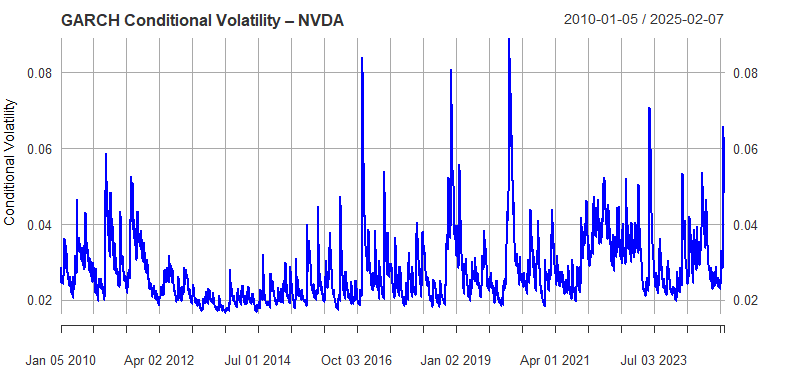 GARCH Conditional Volatility – NVDA
2010-01-05 / 2025-02-07
Conditional Volatility
0.08 0.08
0.06 0.06
0.04 0.04
0.02 0.02
Jan 05 2010 Apr 02 2012 Jul 01 2014 Oct 03 2016 Jan 02 2019 Apr 01 2021 Jul 03 2023